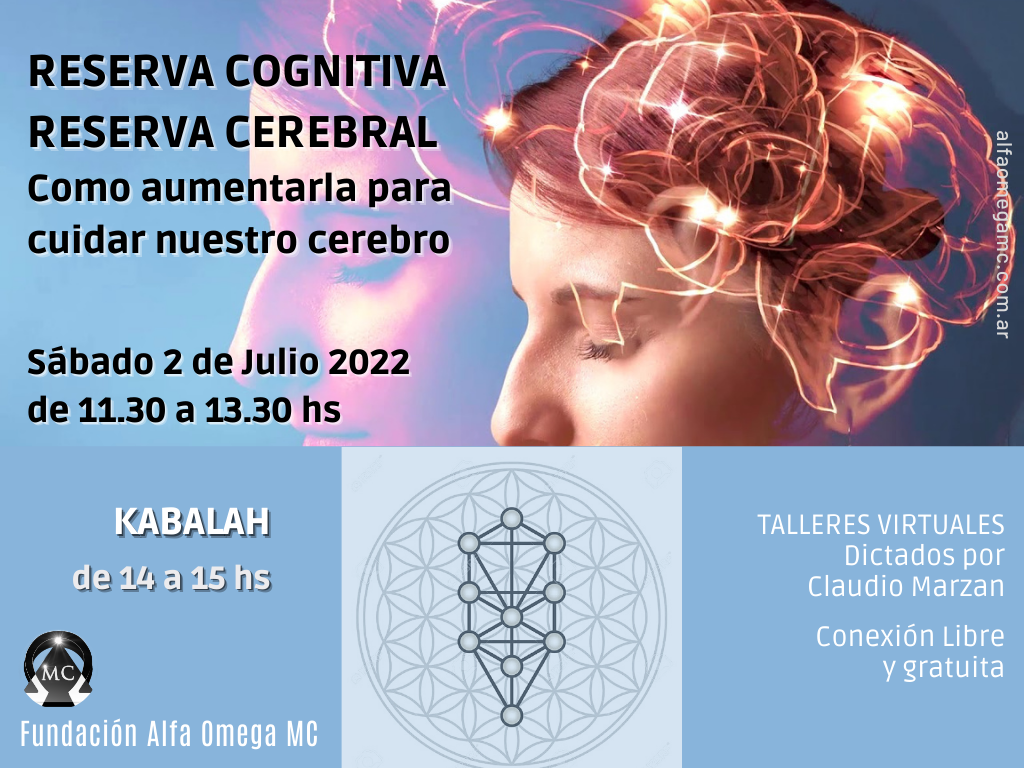 RESERVA COGNITIVA
RESERVA CEREBRAL
Como aumentarla para
cuidar nuestro cerebro
Sábado 2 de Julio 2022
de 11.30 a 13.30 hs
alfaomegamc.com.ar
KABALAH
de 14 a 15 hs
MC
Fundación Alfa Omega MC
TALLERES VIRTUALES
Dictados por
Claudio Marzan
Conexión Libre
y gratuita